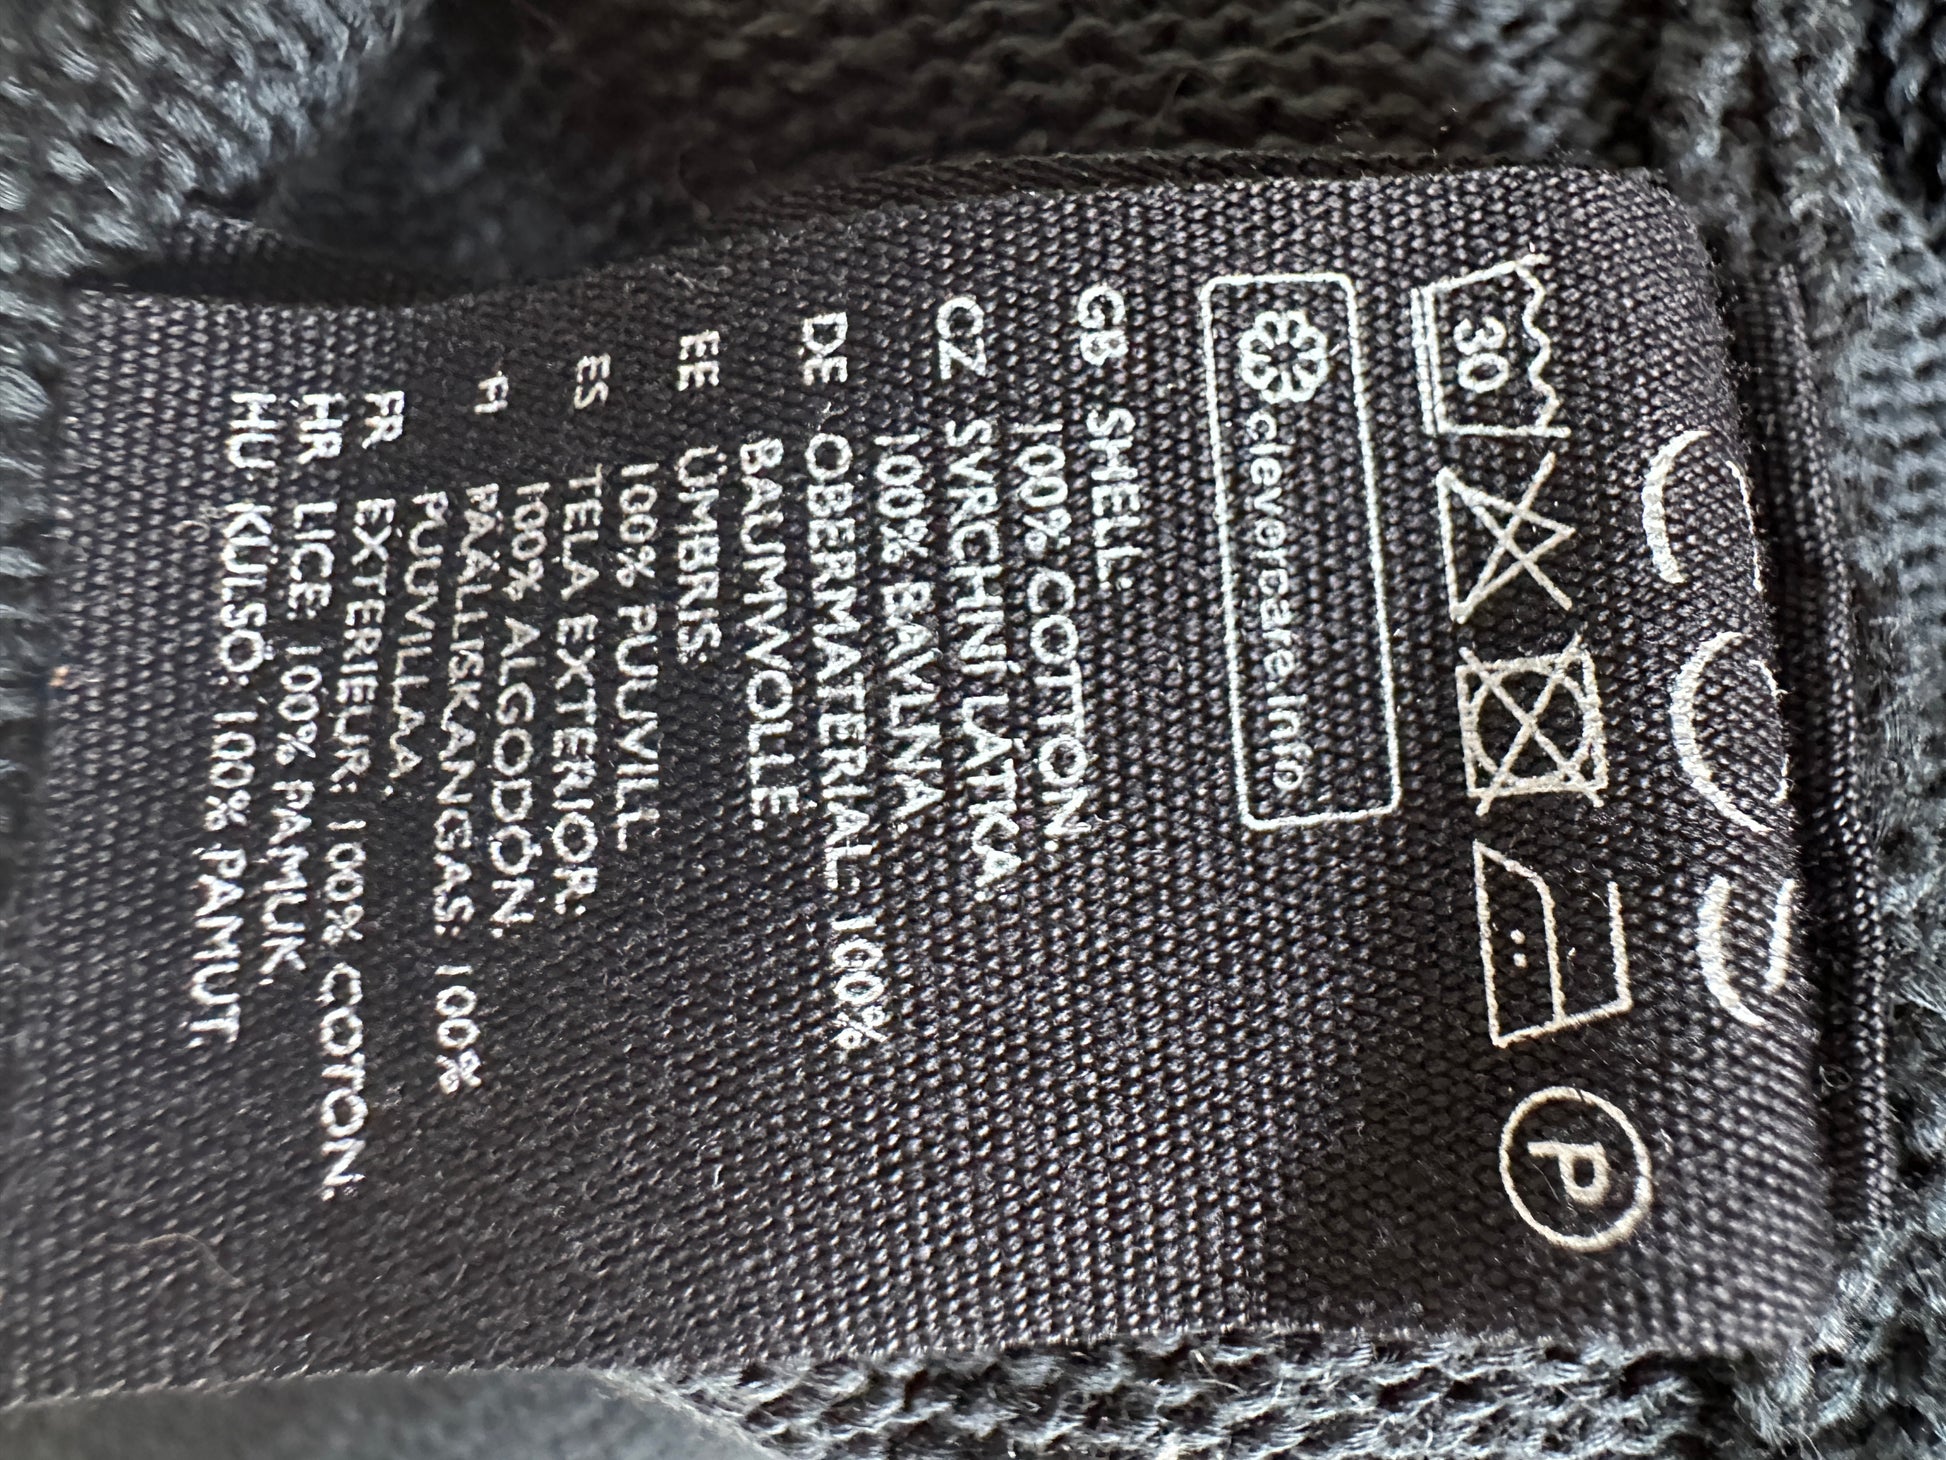 30
P
clevercare.info
GB SHELL:
100% COTTON.
CZ SVRCHNÍ LÁTKA:
100% BAVLNA.
DE OBERMATERIAL: 100%
BAUMWOLLE.
EE ÜMBRIS:
100% PUUVILL.
ES TELA EXTERIOR:
100% ALGODÓN.
FI PÄÄLLISKANGAS: 100%
PUUVILLAA.
FR EXTERIEUR: 100% COTON.
HR LICE: 100% PAMUK.
HU KÜLSŐ: 100% PAMUT